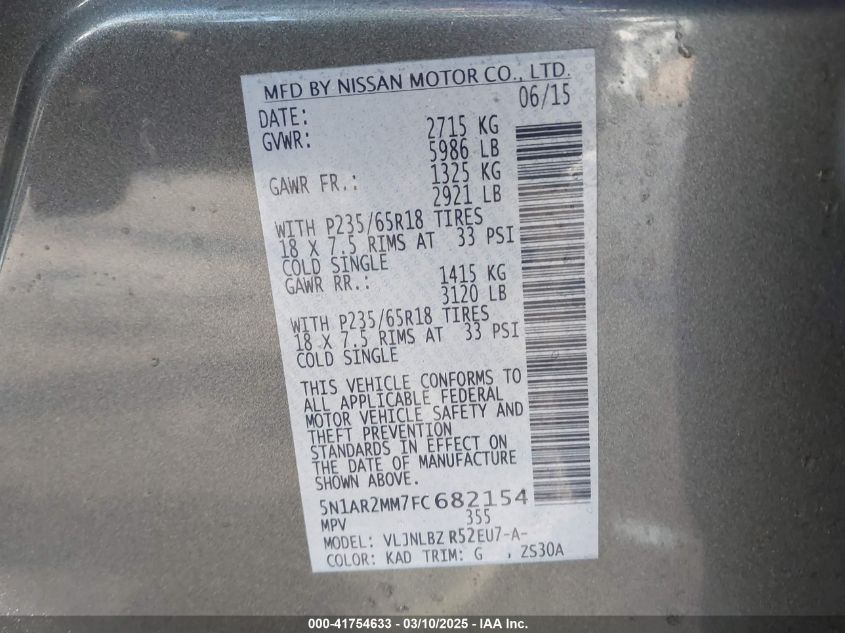 MFD BY NISSAN MOTOR CO., LTD.
DATE: 06/15
GVWR: 2715 KG
5986 LB
GAWR FR.: 1325 KG
2921 LB
WITH P235/65R18 TIRES
18 X 7.5 RIMS AT 33 PSI
COLD SINGLE
GAWR RR.: 1415 KG
3120 LB
WITH P235/65R18 TIRES
18 X 7.5 RIMS AT 33 PSI
COLD SINGLE
THIS VEHICLE CONFORMS TO
ALL APPLICABLE FEDERAL
MOTOR VEHICLE SAFETY AND
THEFT PREVENTION
STANDARDS IN EFFECT ON
THE DATE OF MANUFACTURE
SHOWN ABOVE.
5N1AR2MM7FC682154
MPV 355
MODEL: VLJNLBZ R52EU7-A-
COLOR: KAD TRIM: G , ZS30A
000-41754633 - 03/10/2025 - IAA Inc.